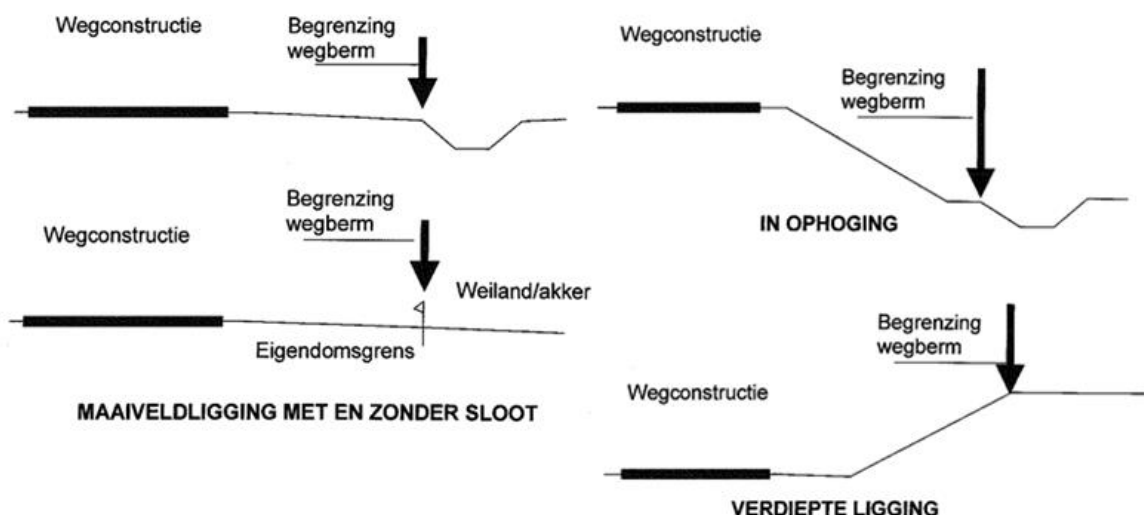 Wegconstructie
Begrenzing
wegberm
Wegconstructie
Begrenzing
wegberm
Weiland/akker
Eigendomsgrens
MAAIVELDLIGGING MET EN ZONDER SLOOT
Wegconstructie
Begrenzing
wegberm
IN OPHOGING
Begrenzing
wegberm
Wegconstructie
VERDIEPTE LIGGING